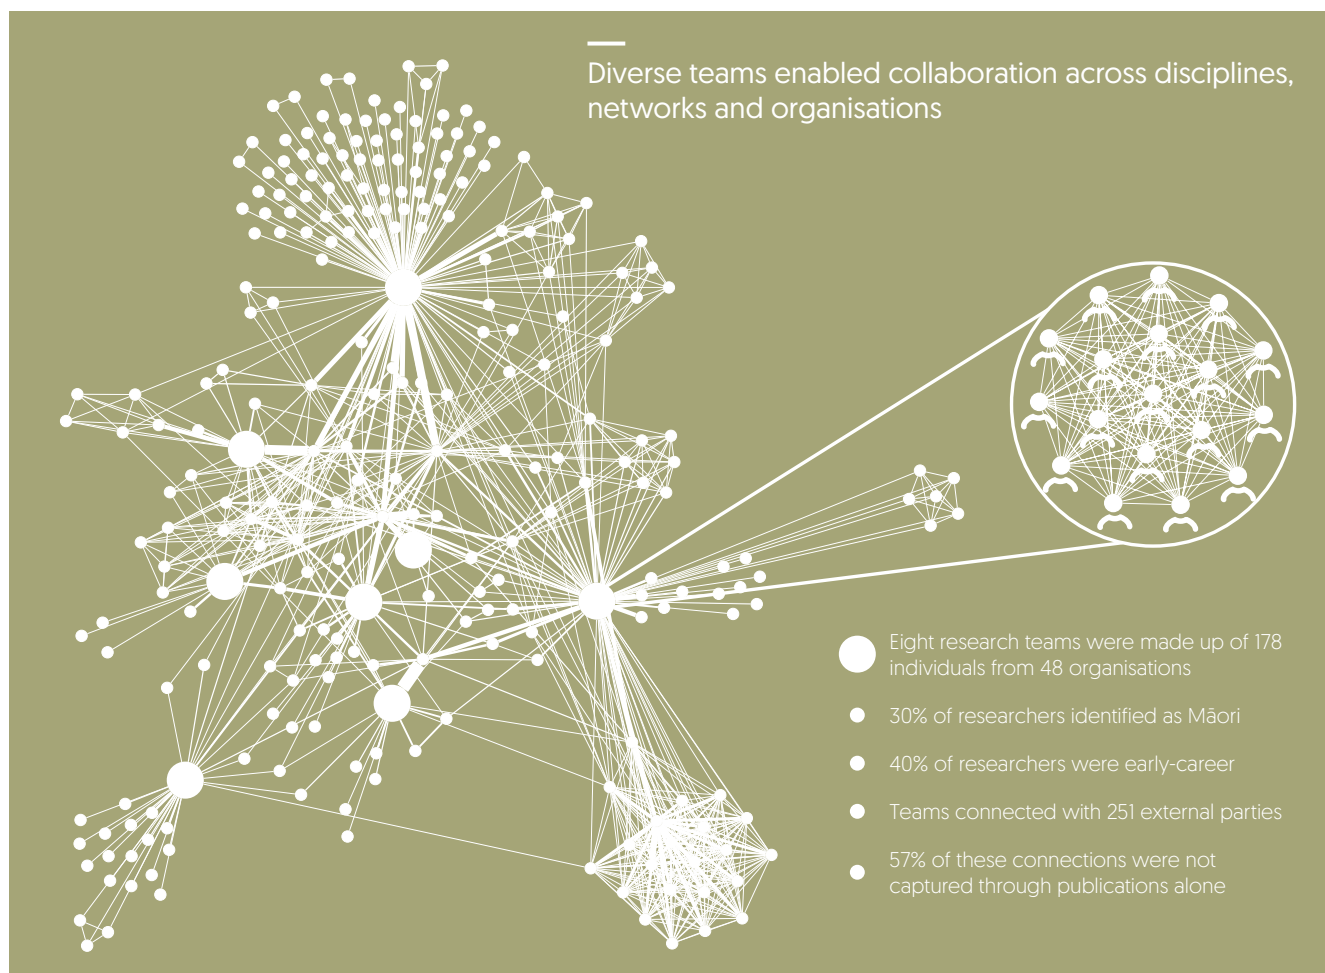 Diverse teams enabled collaboration across disciplines,
networks and organisations
Eight research teams were made up of 178
individuals from 48 organisations
30% of researchers identified as Māori
40% of researchers were early-career
Teams connected with 251 external parties
57% of these connections were not
captured through publications alone